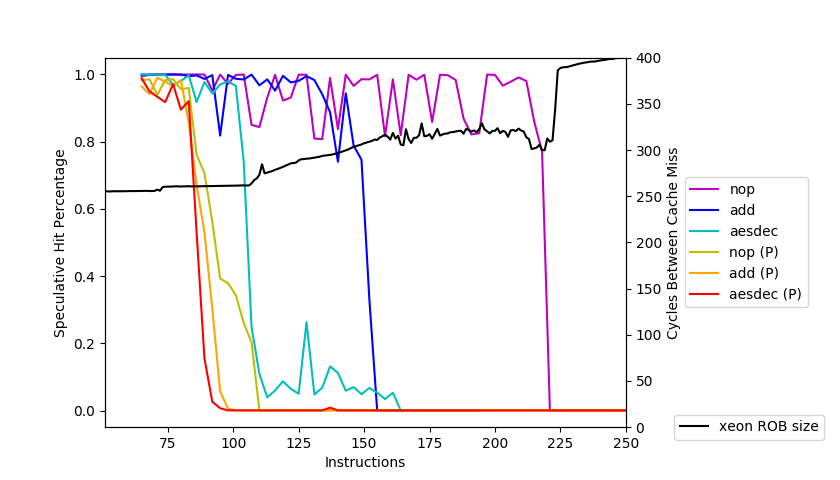 1.0
0.8
0.6
0.4
0.2
0.0
Speculative Hit Percentage
75
100
125
150
175
200
225
250
Instructions
400
350
300
250
200
150
100
50
0
Cycles Between Cache Miss
nop
add
aesdec
nop (P)
add (P)
aesdec (P)
xeon ROB size